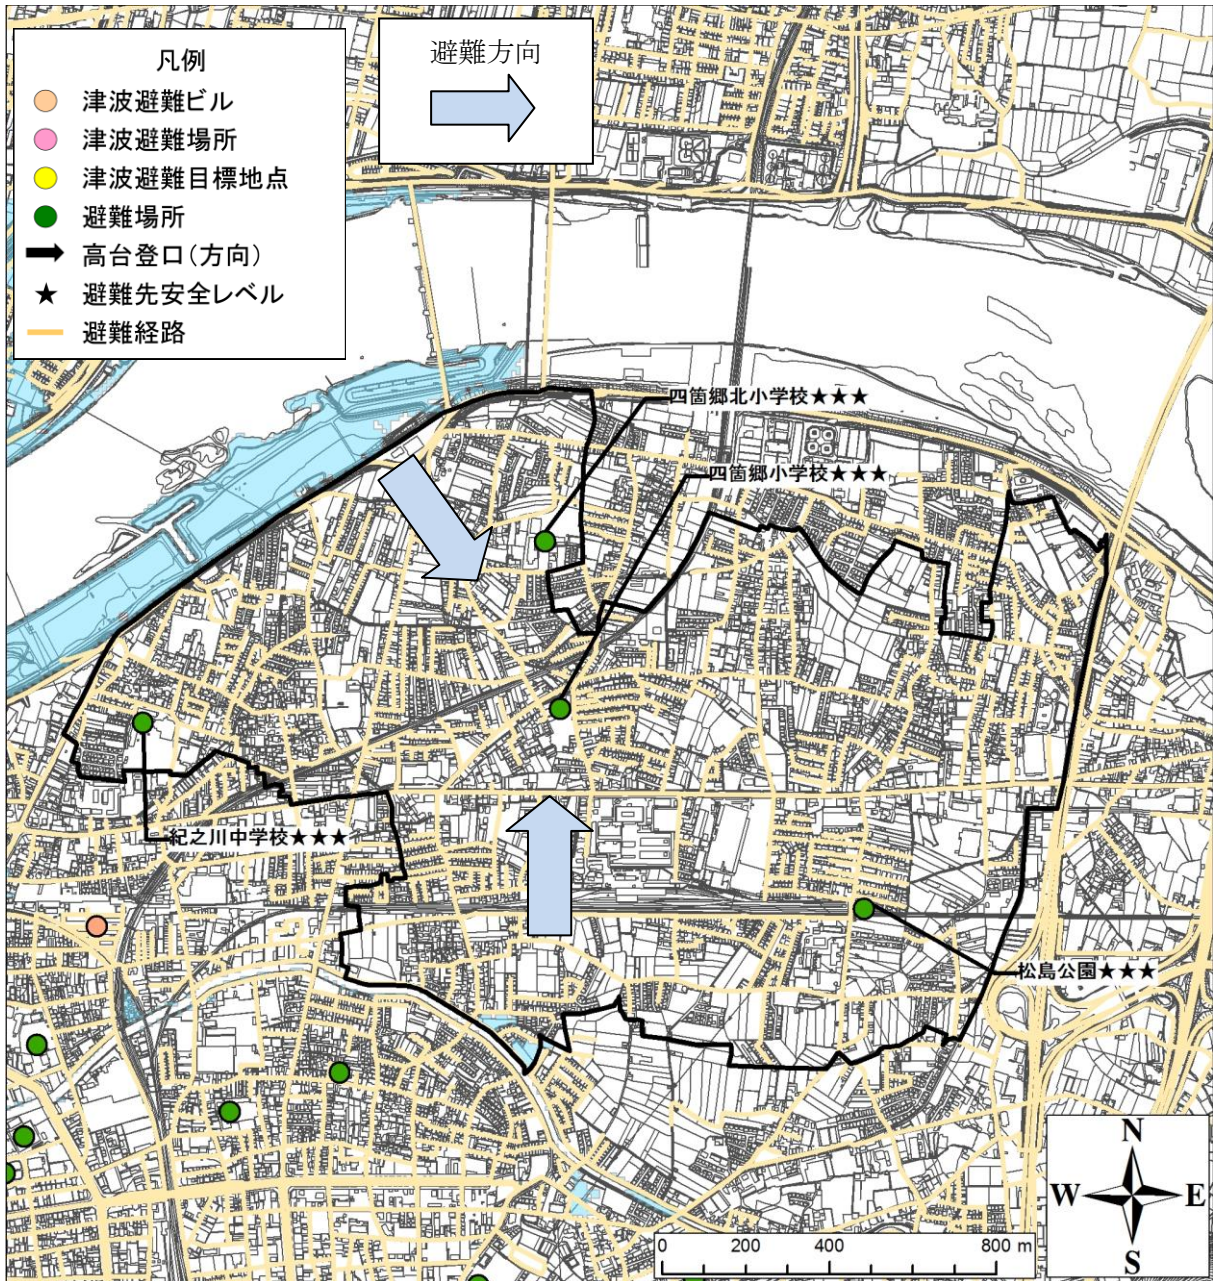 凡例
津波避難ビル
津波避難場所
津波避難目標地点
避難場所
高台登口(方向)
★ 避難先安全レベル
避難経路
避難方向
四箇郷北小学校★★★
四箇郷小学校★★★
紀之川中学校★★★
松島公園★★★
N
W E
S
0 200 400 800 m